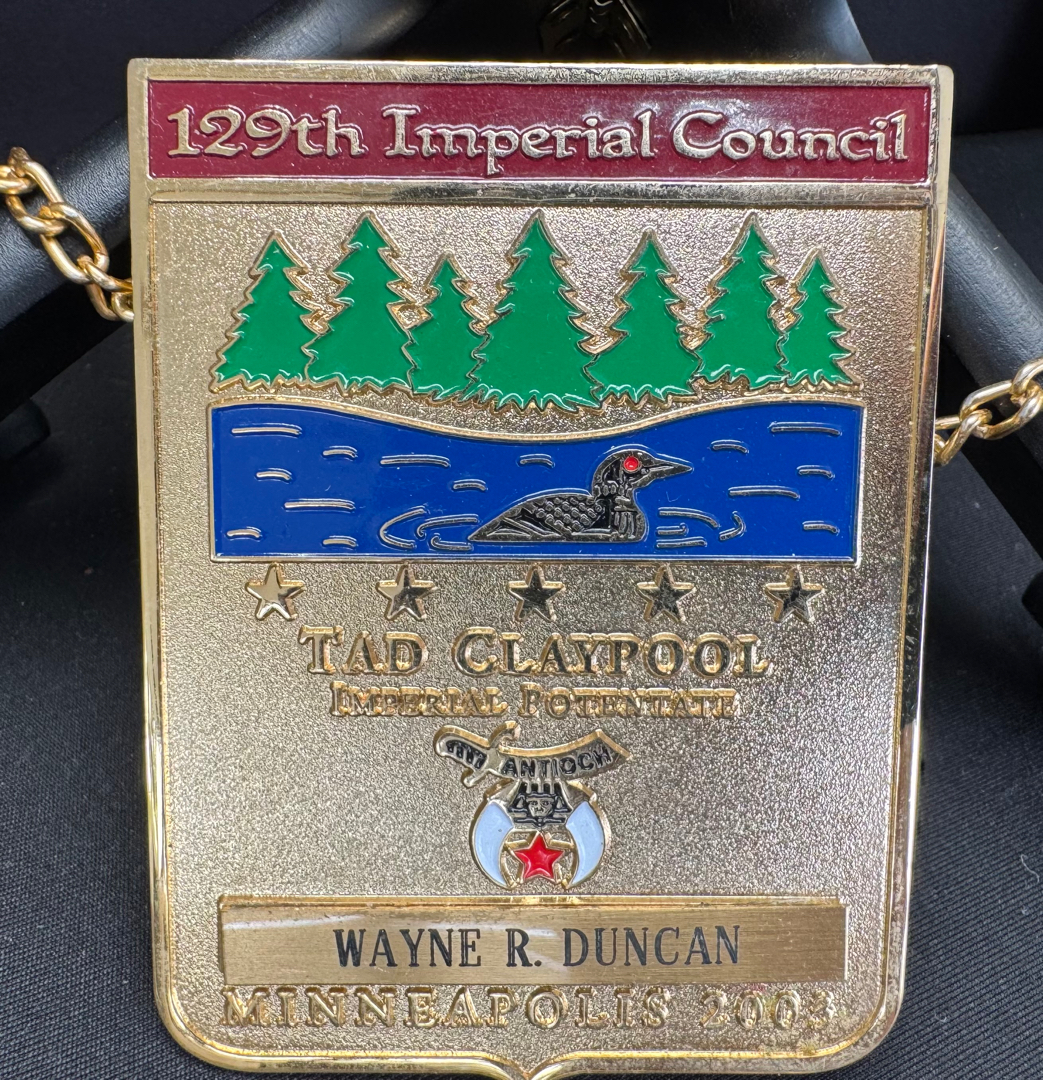 129th Imperial Council
TAD CLAYPOOL
IMPERIAL POTENTATE
ANTIOCH
WAYNE R. DUNCAN
MINNEAPOLIS 2003